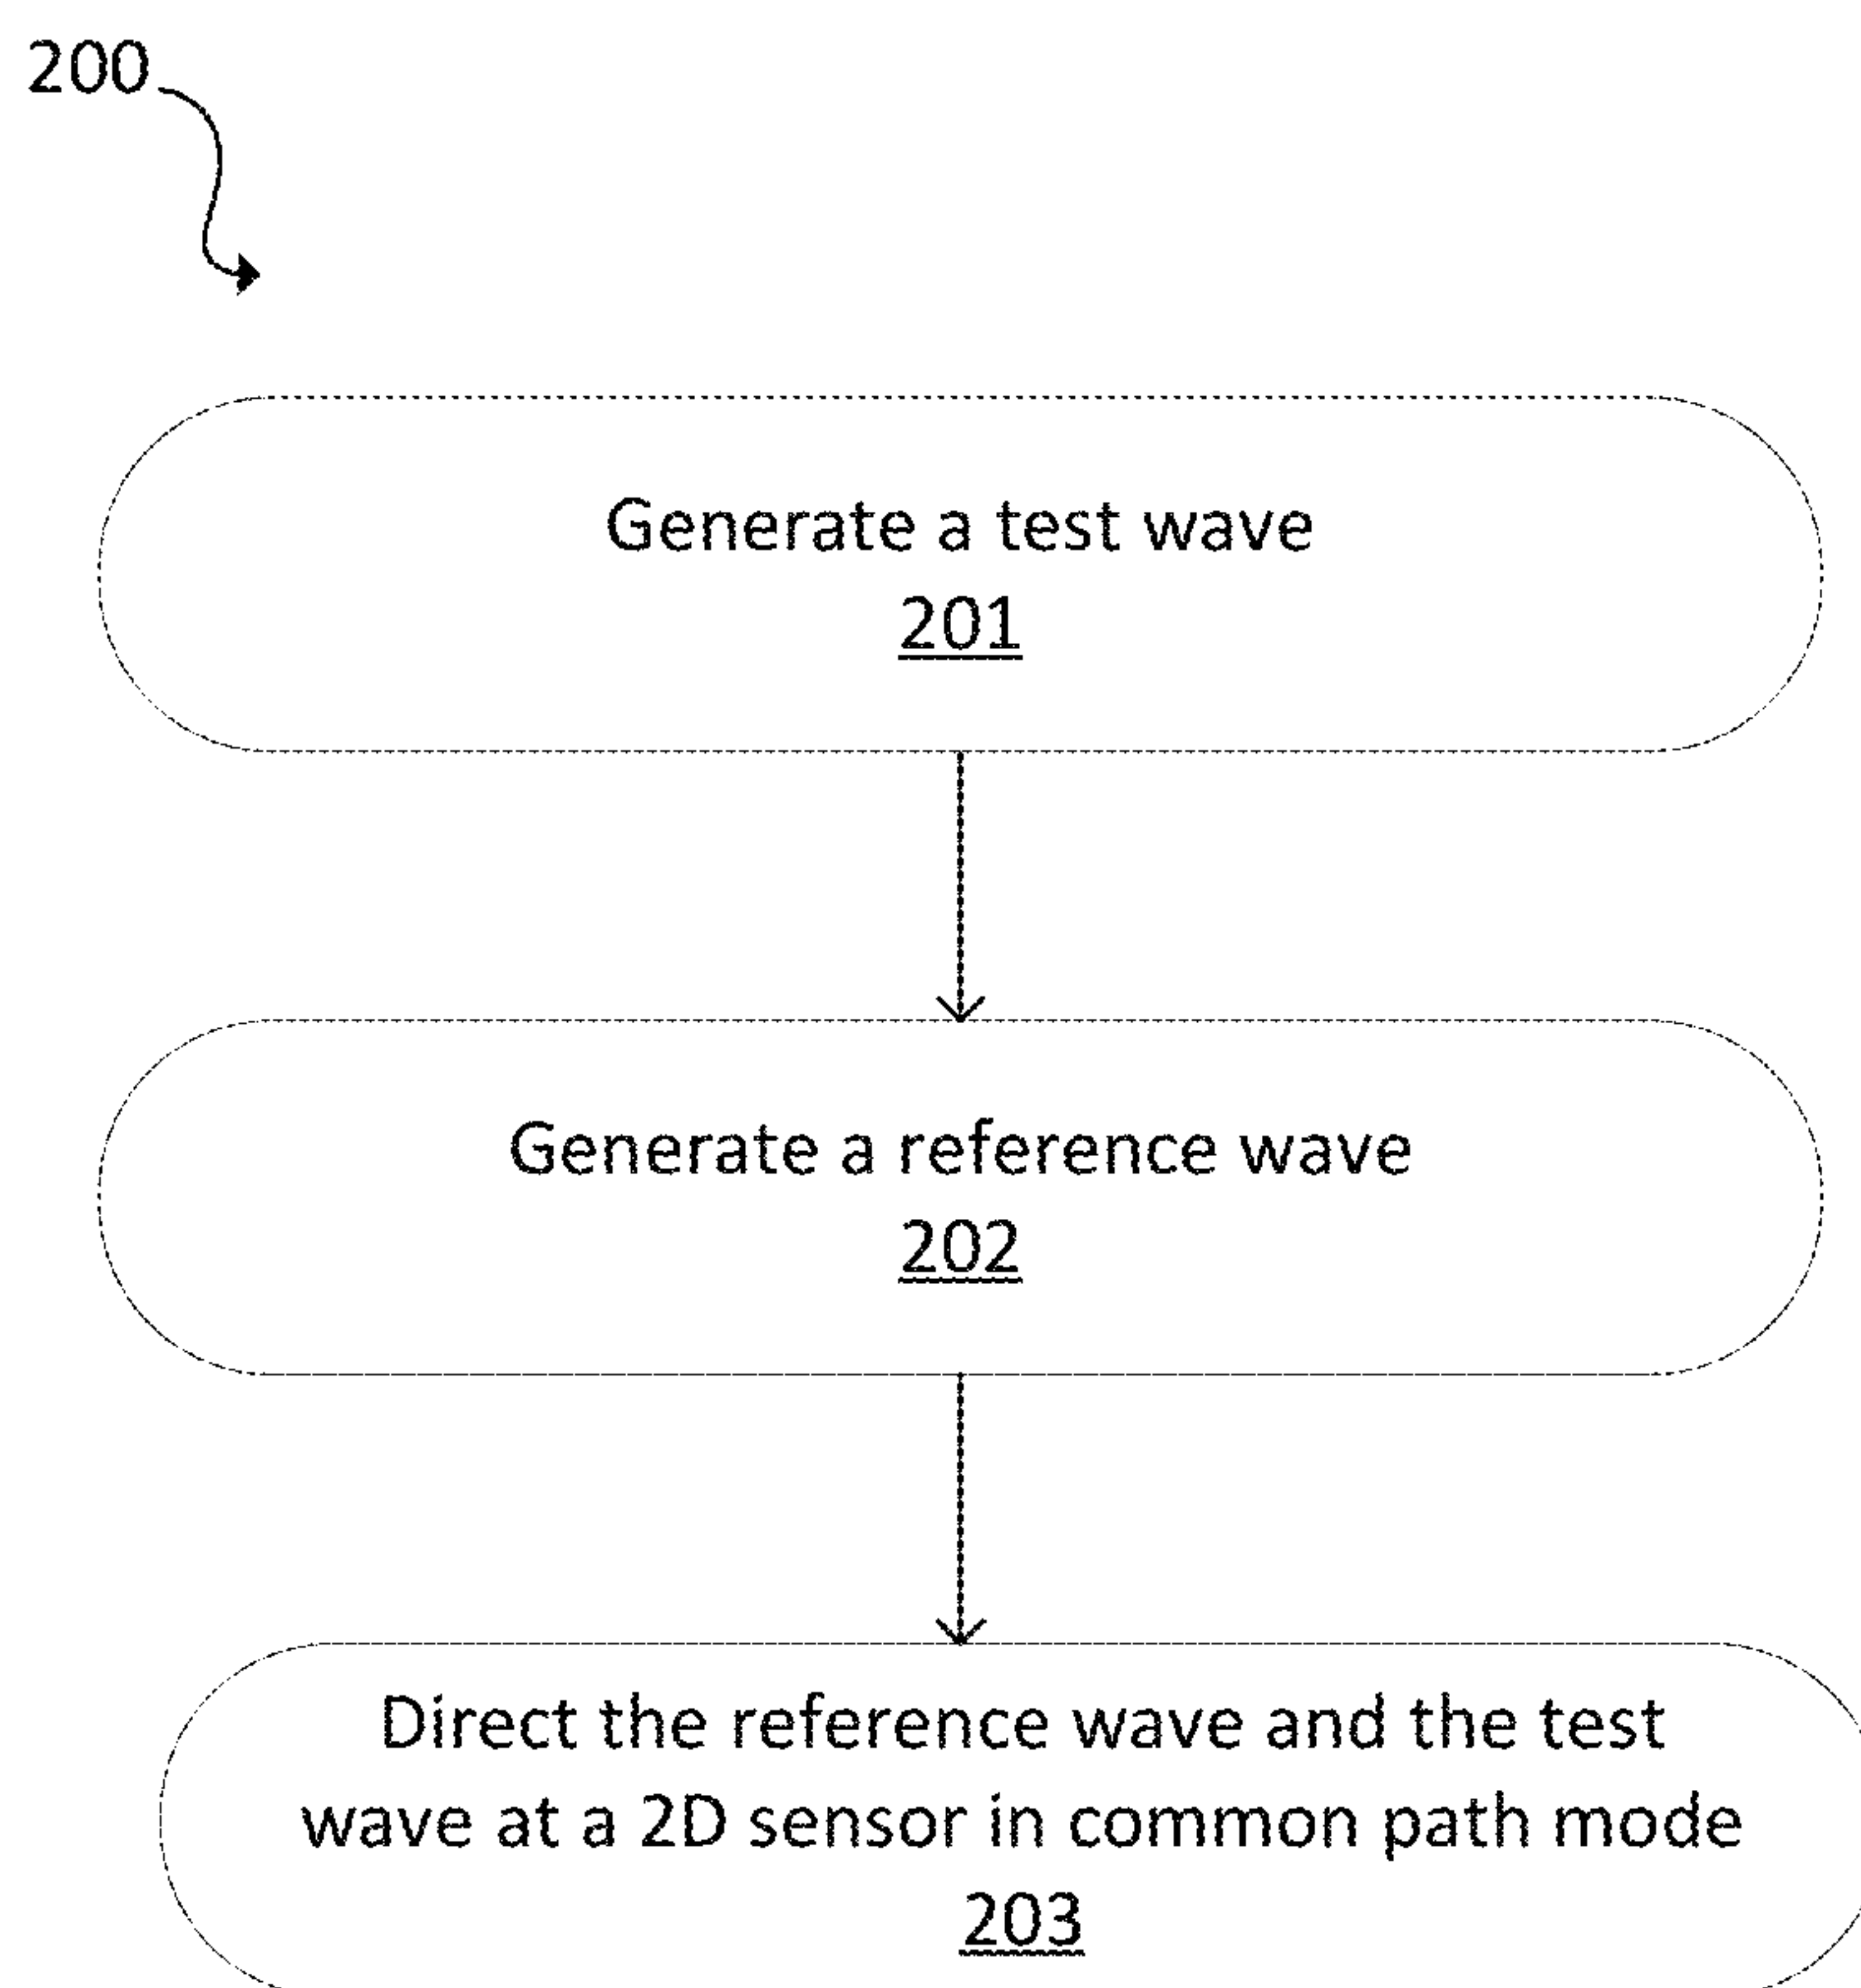 200
Generate a test wave
201
Generate a reference wave
202
Direct the reference wave and the test
wave at a 2D sensor in common path mode
203